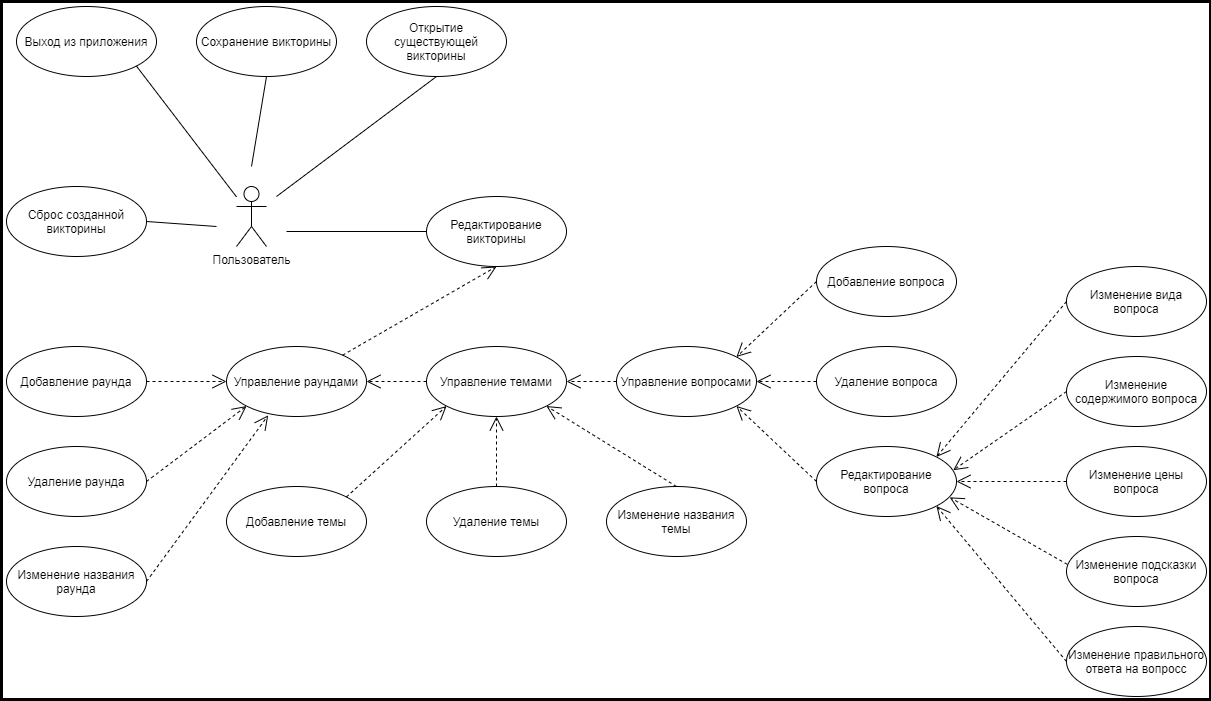 Выход из приложения
Сохранение викторины
Открытие
существующей
викторины
Сброс созданной
викторины
Пользователь
Редактирование
викторины
Добавление вопроса
Изменение вида
вопроса
Добавление раунда
Управление раундами
Управление темами
Управление вопросами
Удаление вопроса
Изменение
содержимого вопроса
Удаление раунда
Редактирование
вопроса
Изменение цены
вопроса
Добавление темы
Удаление темы
Изменение названия
темы
Изменение названия
раунда
Изменение подсказки
вопроса
Изменение правильного
ответа на вопросс